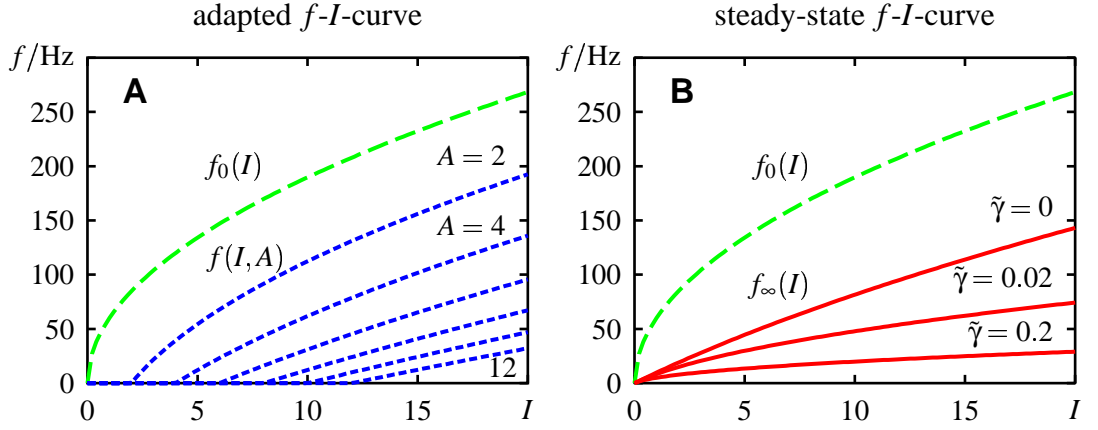 adapted f-I-curve
steady-state f-I-curve
f/Hz
A
250
200
150
100
50
0
f₀(I)
A = 2
A = 4
f(I,A)
12
0
5
10
15
I
f/Hz
B
250
200
150
100
50
0
f₀(I)
γ̃ = 0
γ̃ = 0.02
f∞(I)
γ̃ = 0.2
0
5
10
15
I